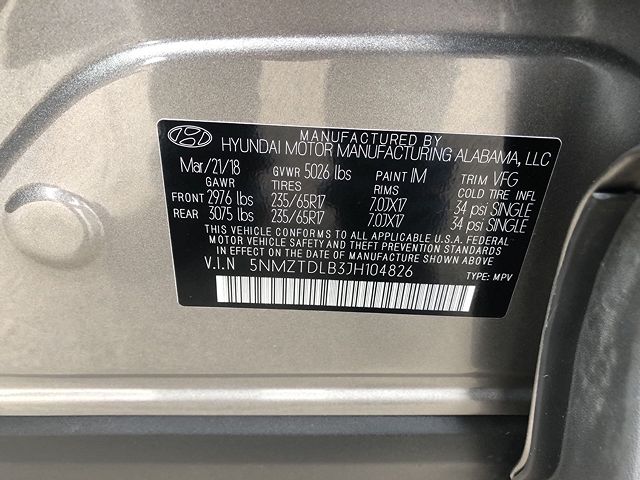 MANUFACTURED BY
HYUNDAI MOTOR MANUFACTURING ALABAMA, LLC
Mar/21/18 GVWR 5026 lbs PAINT IM TRIM VFG
GAWR TIRES RIMS COLD TIRE INFL
FRONT 2976 lbs 235/65R17 7.0JX17 34 psi SINGLE
REAR 3075 lbs 235/65R17 7.0JX17 34 psi SINGLE
THIS VEHICLE CONFORMS TO ALL APPLICABLE U.S.A. FEDERAL
MOTOR VEHICLE SAFETY AND THEFT PREVENTION STANDARDS
IN EFFECT ON THE DATE OF MANUFACTURE SHOWN ABOVE
V.I.N 5NMZTDLB3JH104826 TYPE: MPV